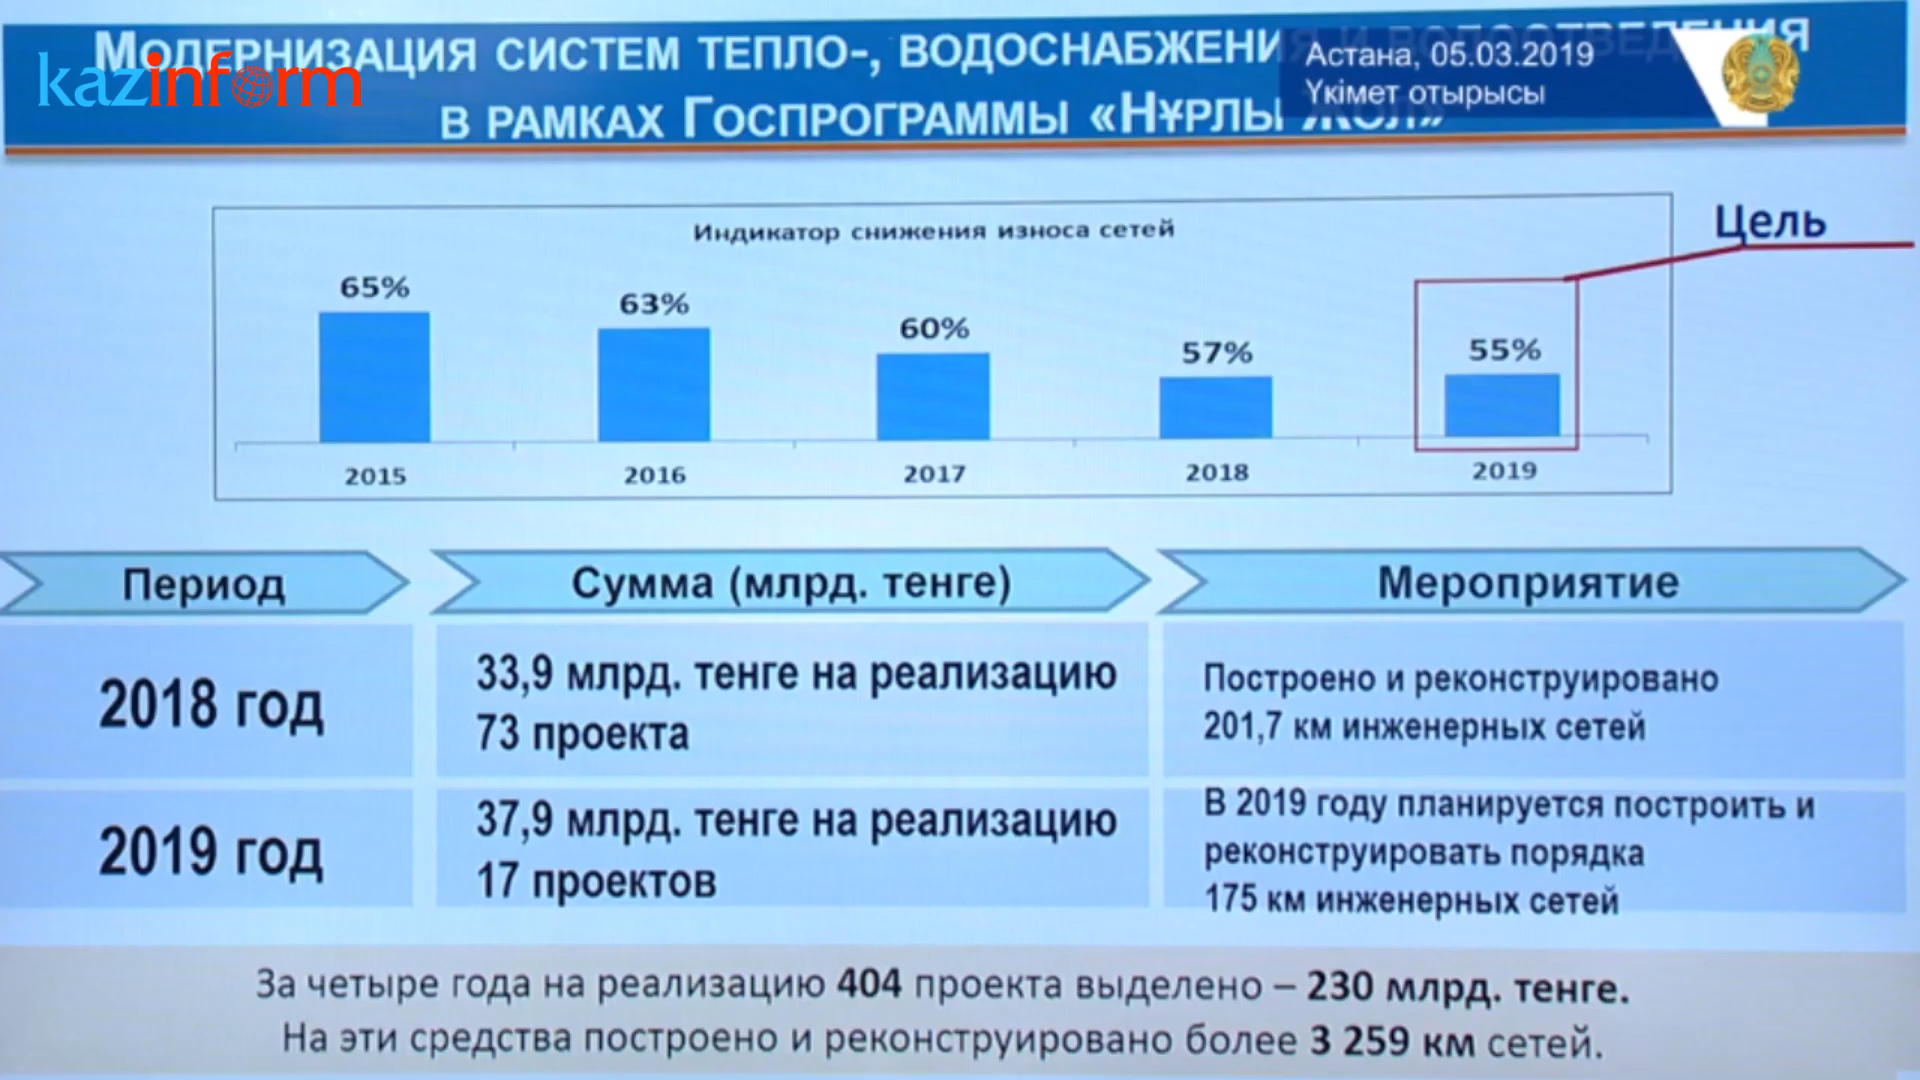 Модернизация систем тепло-, водоснабжения и водоотведения
kazinform
Астана, 05.03.2019
Үкімет отырысы
в рамках Госпрограммы «Нұрлы жол»
Цель
Индикатор снижения износа сетей
65%
63%
60%
57%
55%
2015
2016
2017
2018
2019
Период
Сумма (млрд. тенге)
Мероприятие
2018 год
33,9 млрд. тенге на реализацию
73 проекта
Построено и реконструировано
201,7 км инженерных сетей
2019 год
37,9 млрд. тенге на реализацию
17 проектов
В 2019 году планируется построить и
реконструировать порядка
175 км инженерных сетей
За четыре года на реализацию 404 проекта выделено – 230 млрд. тенге.
На эти средства построено и реконструировано более 3 259 км сетей.